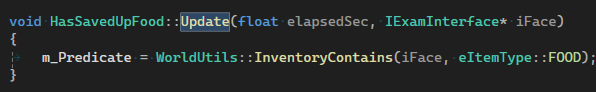 void HasSavedUpFood::Update(float elapsedSec, IExamInterface* iFace)
{
m_Predicate = WorldUtils::InventoryContains(iFace, eItemType::FOOD);
}